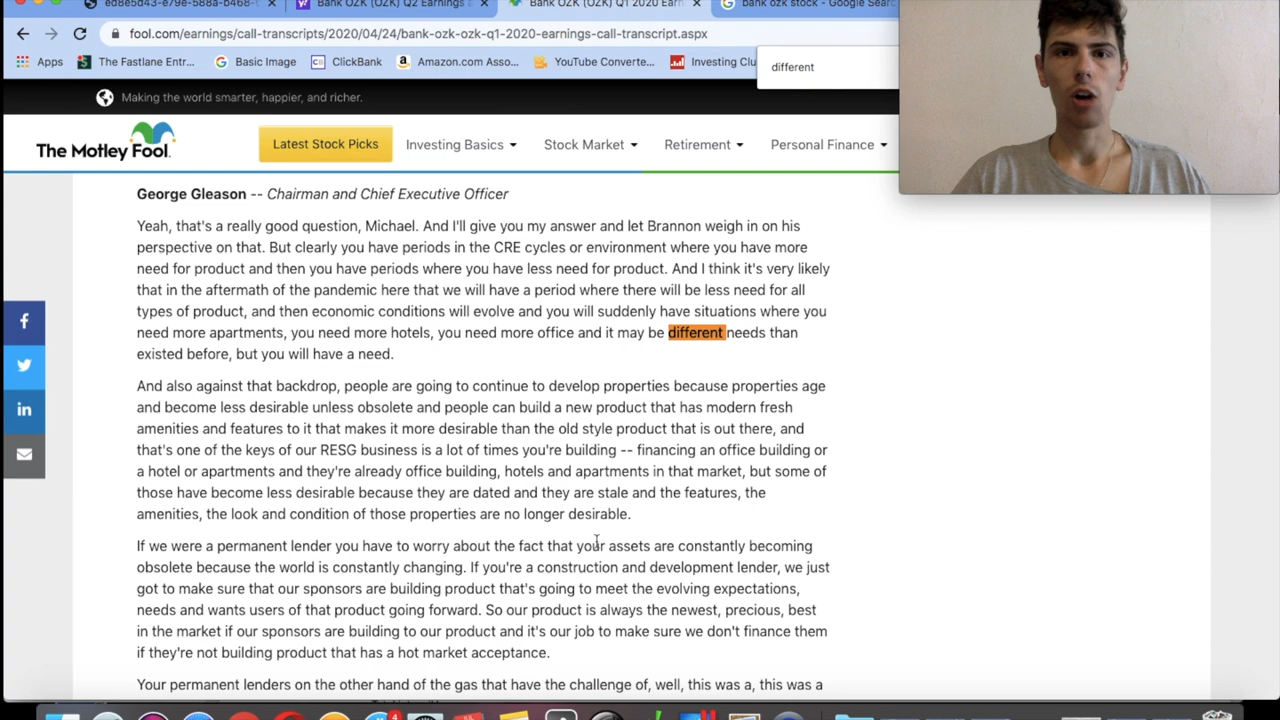 ed8e5d43-e79e-588a-b468-
Bank OZK (OZK) Q2 Earnings
Bank OZK (OZK) Q1 2020 Earn
bank ozk stock - Google Sear
fool.com/earnings/call-transcripts/2020/04/24/bank-ozk-ozk-q1-2020-earnings-call-transcript.aspx
Apps The Fastlane Entr... Basic Image ClickBank Amazon.com Asso... YouTube Converte... Investing Clu
different
Making the world smarter, happier, and richer.
The Motley Fool.
Latest Stock Picks Investing Basics Stock Market Retirement Personal Finance
George Gleason -- Chairman and Chief Executive Officer
Yeah, that's a really good question, Michael. And I'll give you my answer and let Brannon weigh in on his
perspective on that. But clearly you have periods in the CRE cycles or environment where you have more
need for product and then you have periods where you have less need for product. And I think it's very likely
that in the aftermath of the pandemic here that we will have a period where there will be less need for all
types of product, and then economic conditions will evolve and you will suddenly have situations where you
need more apartments, you need more hotels, you need more office and it may be different needs than
existed before, but you will have a need.
And also against that backdrop, people are going to continue to develop properties because properties age
and become less desirable unless obsolete and people can build a new product that has modern fresh
amenities and features to it that makes it more desirable than the old style product that is out there, and
that's one of the keys of our RESG business is a lot of times you're building -- financing an office building or
a hotel or apartments and they're already office building, hotels and apartments in that market, but some of
those have become less desirable because they are dated and they are stale and the features, the
amenities, the look and condition of those properties are no longer desirable.
If we were a permanent lender you have to worry about the fact that your assets are constantly becoming
obsolete because the world is constantly changing. If you're a construction and development lender, we just
got to make sure that our sponsors are building product that's going to meet the evolving expectations,
needs and wants users of that product going forward. So our product is always the newest, precious, best
in the market if our sponsors are building to our product and it's our job to make sure we don't finance them
if they're not building product that has a hot market acceptance.
Your permanent lenders on the other hand of the gas that have the challenge of, well, this was a, this was a